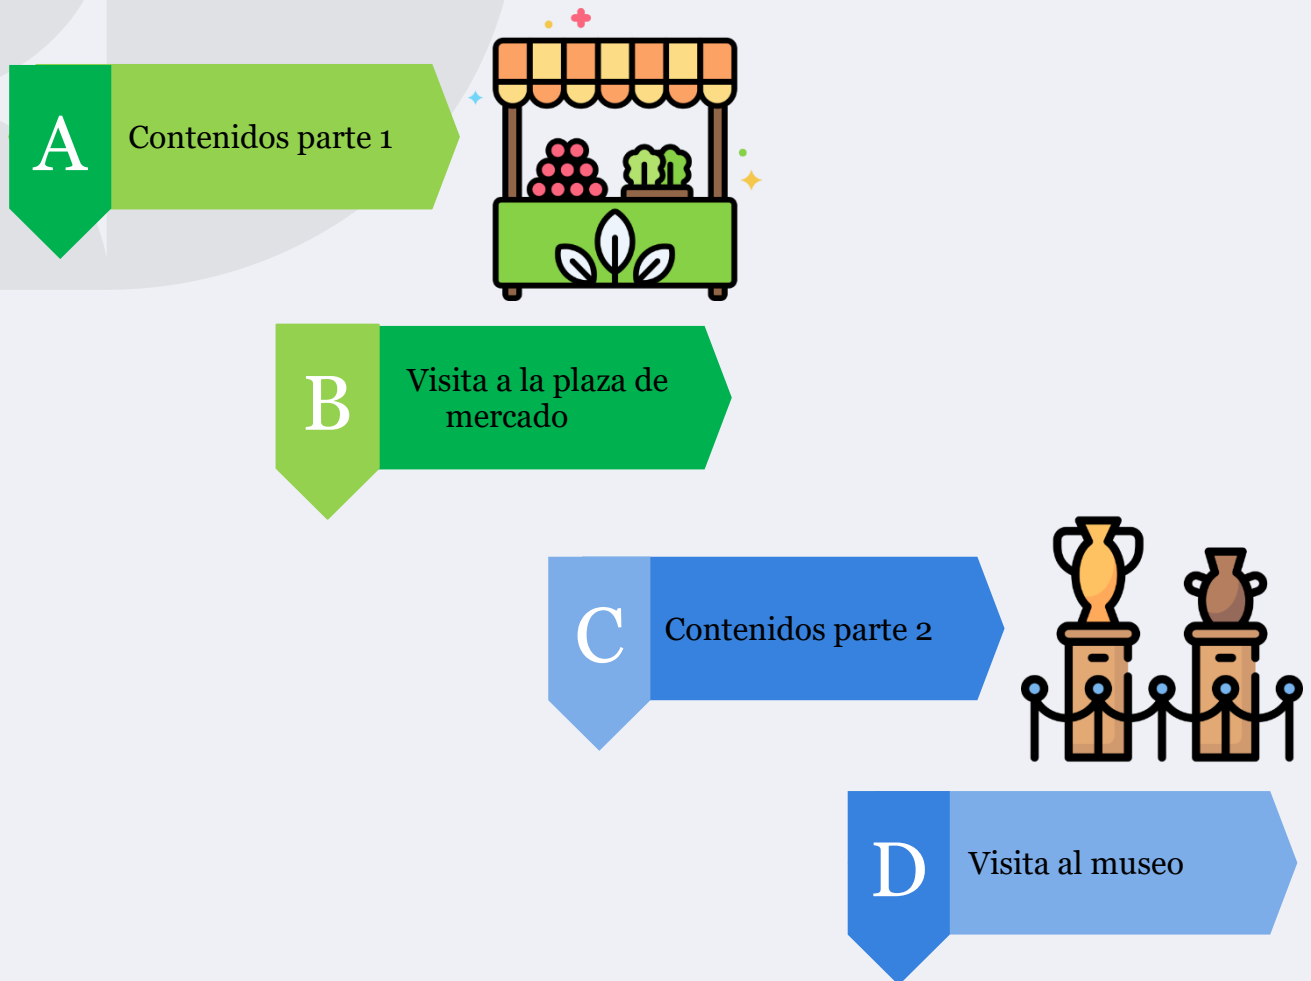 A
Contenidos parte 1
B
Visita a la plaza de
mercado
C
Contenidos parte 2
D
Visita al museo